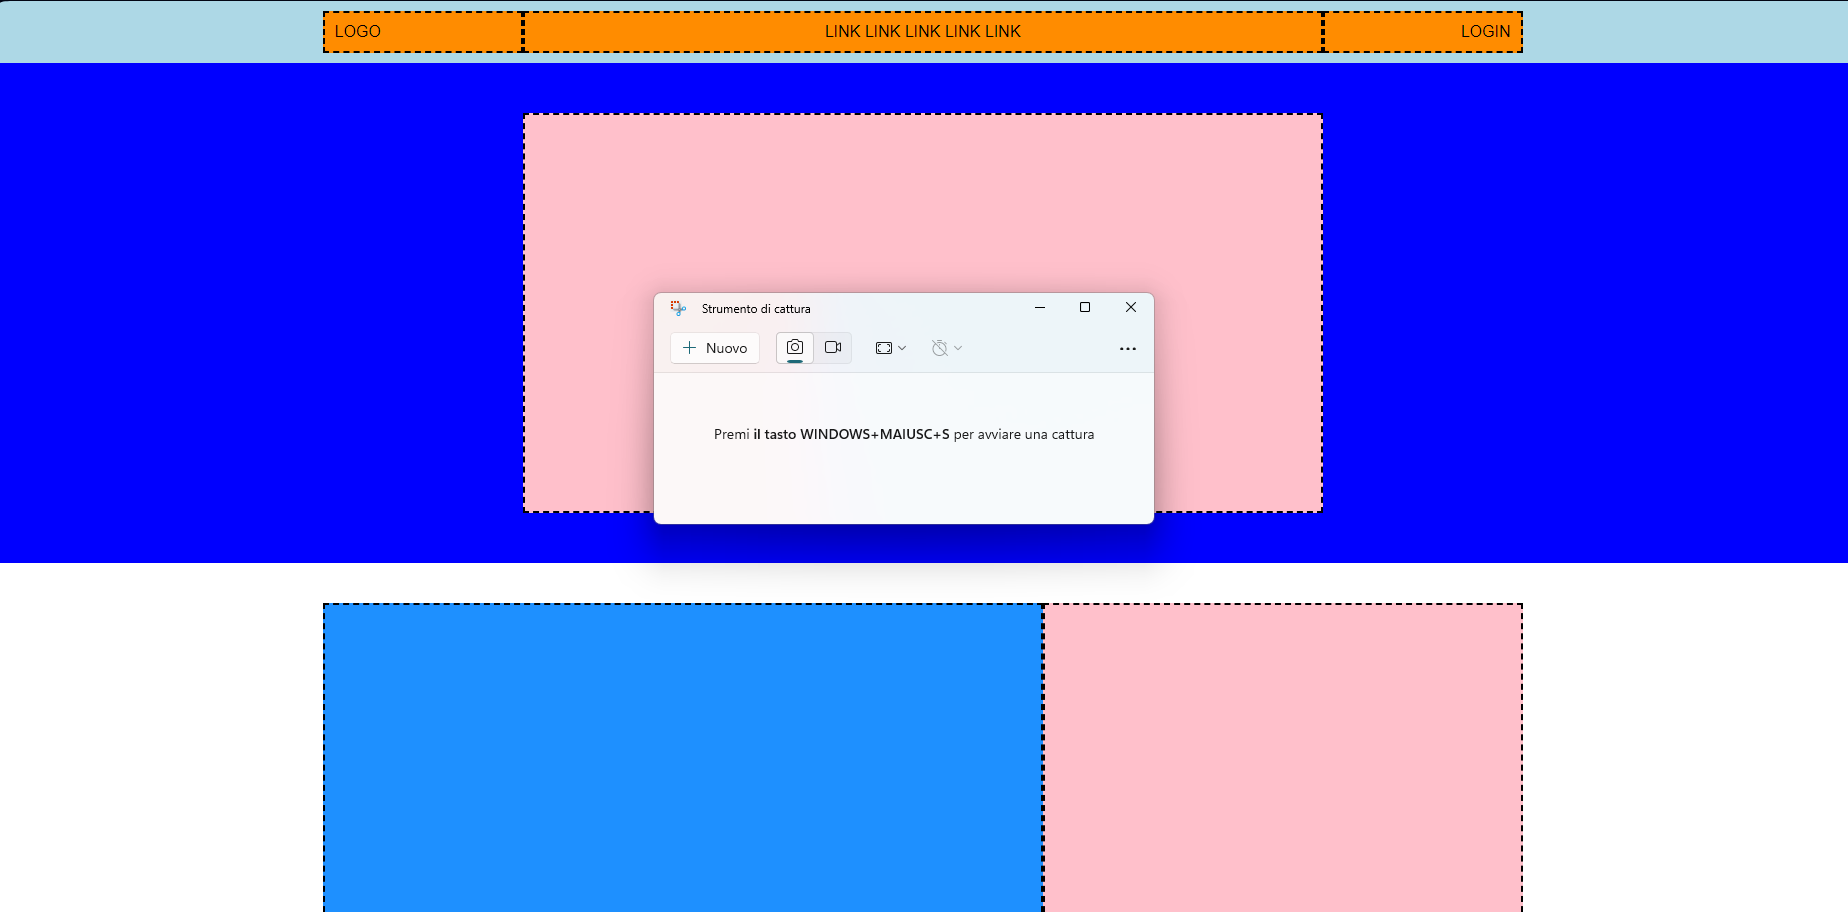 LOGO
LINK LINK LINK LINK LINK
LOGIN
Strumento di cattura
Nuovo
Premi il tasto WINDOWS+MAIUSC+S per avviare una cattura